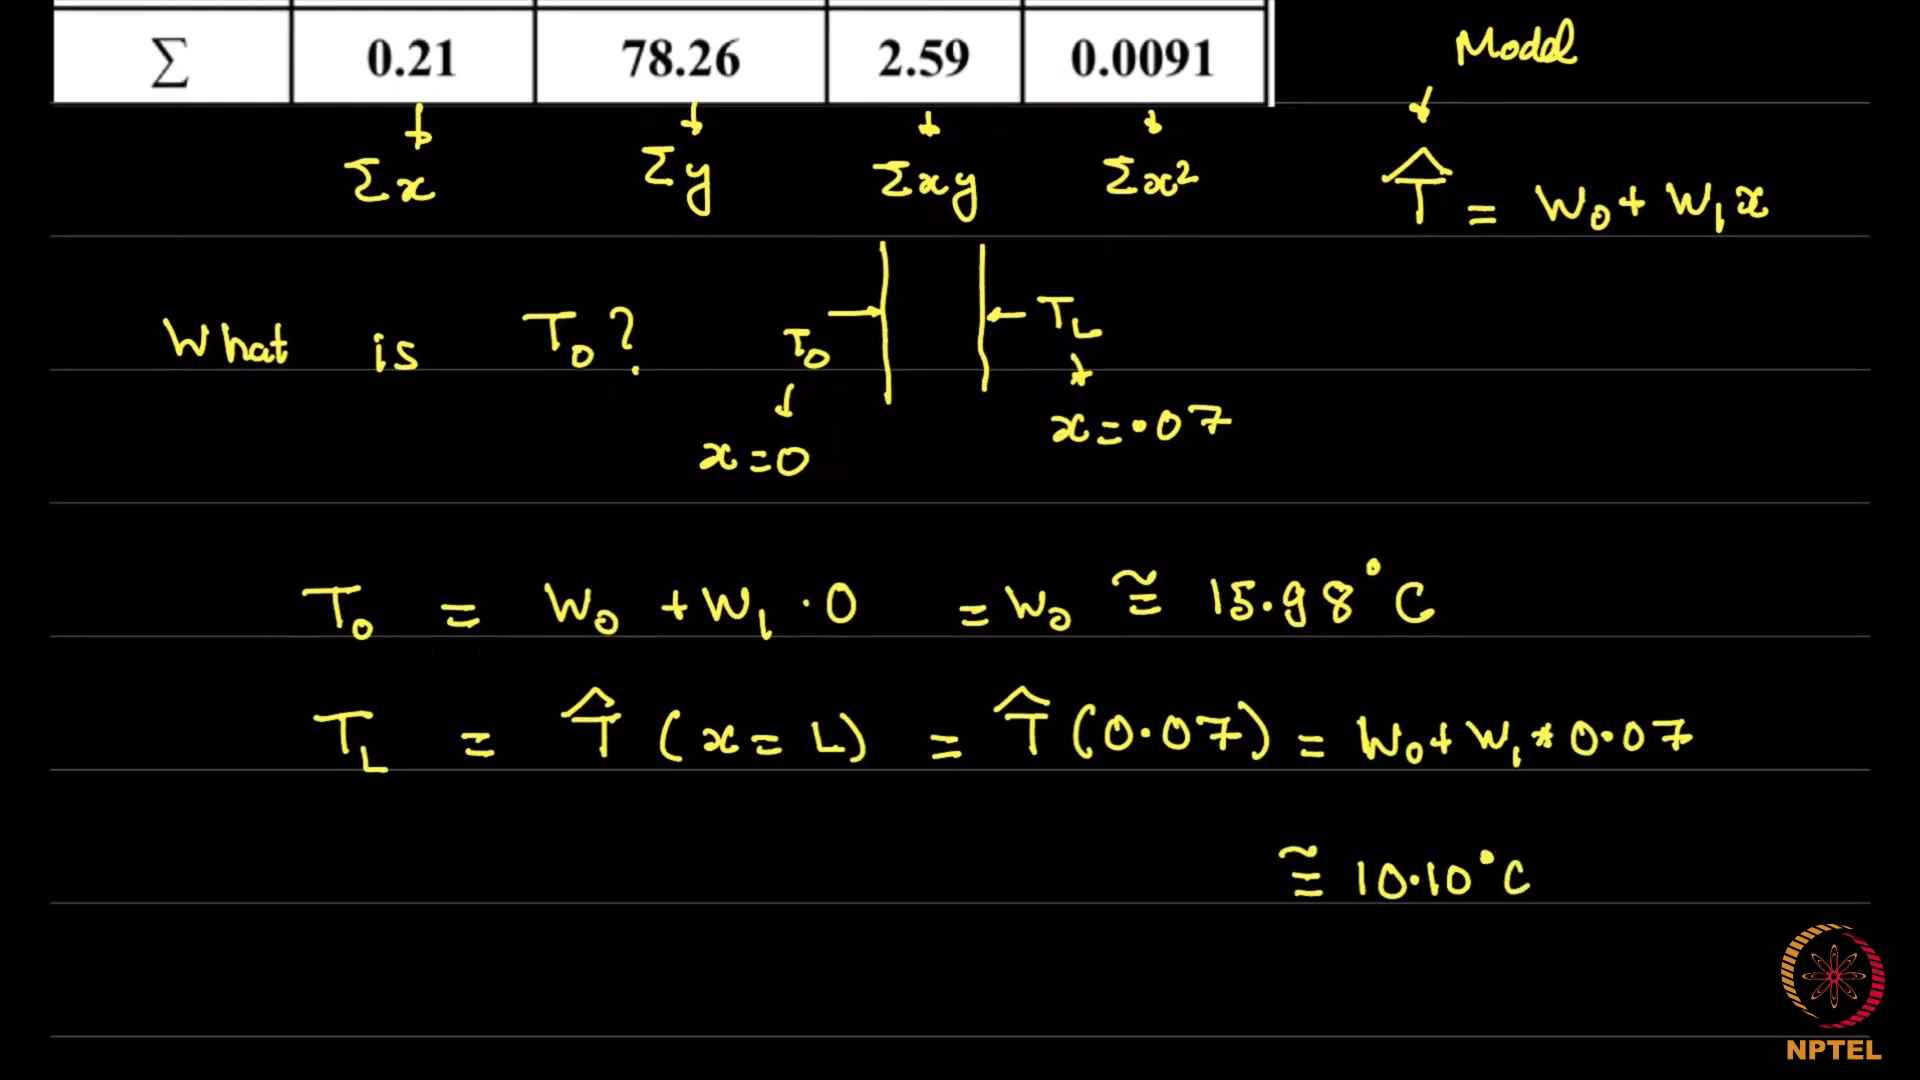 ∑ 0.21 78.26 2.59 0.0091
Model
Σx Σy Σxy Σx²
T̂ = W₀ + W₁x
What is T₀? T₀ T_L
x=0 x=.07
T₀ = W₀ + W₁ · 0 = W₀ ≅ 15.98°C
T_L = T̂ (x = L) = T̂ (0.07) = W₀ + W₁ * 0.07
≅ 10.10°C
NPTEL